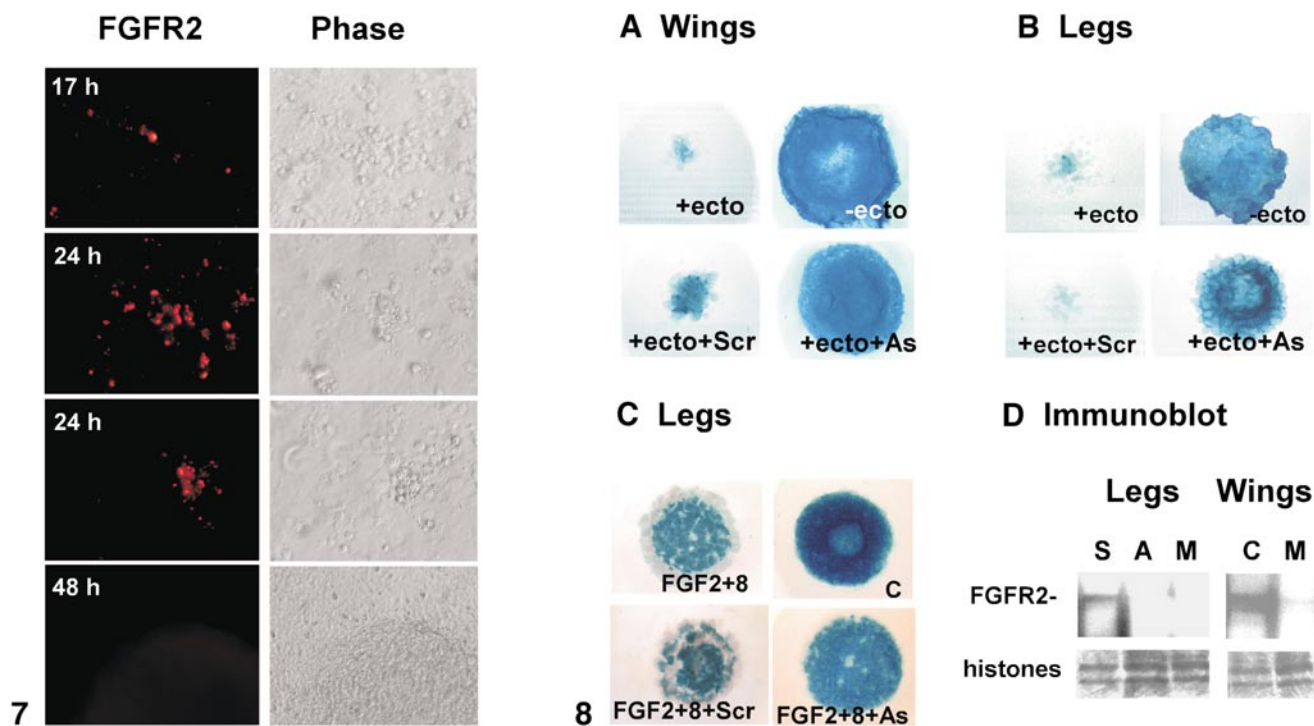 FGFR2 Phase
17 h
24 h
24 h
48 h
7
A Wings
+ecto -ecto
+ecto+Scr +ecto+As
B Legs
+ecto -ecto
+ecto+Scr +ecto+As
C Legs
FGF2+8 C
FGF2+8+Scr FGF2+8+As
D Immunoblot
Legs Wings
S A M C M
FGFR2-
histones
8